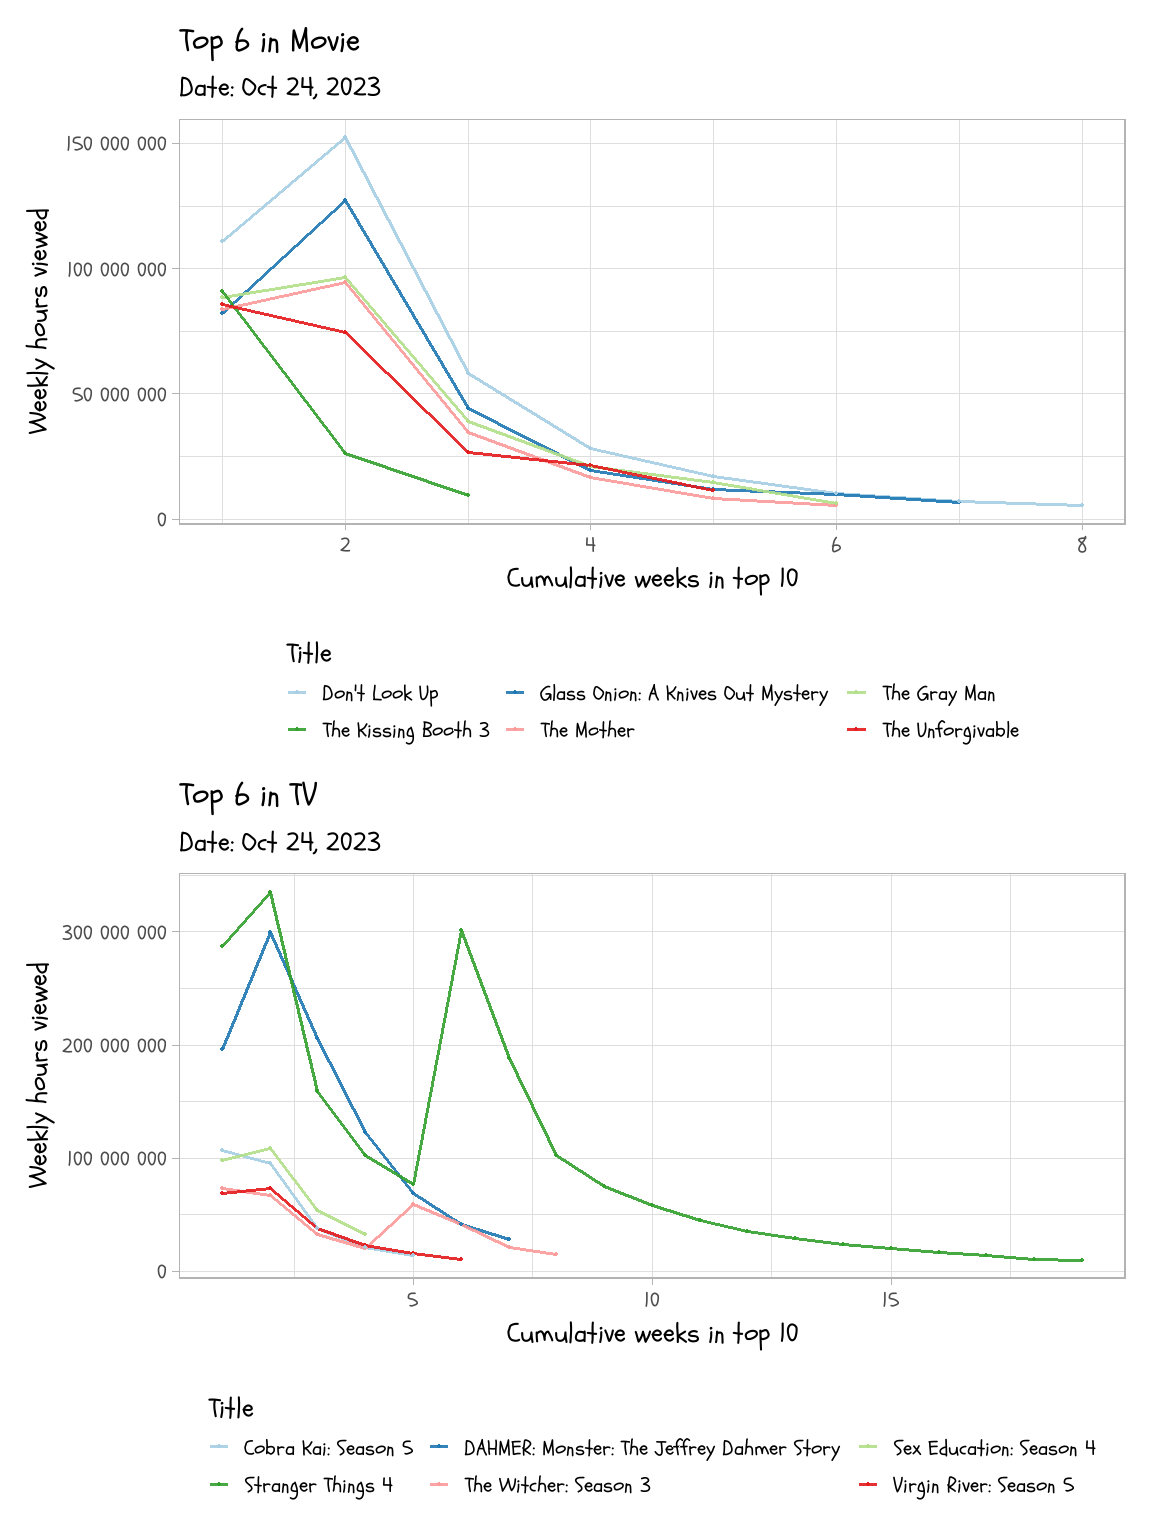 Top 6 in Movie
Date: Oct 24, 2023
Weekly hours viewed
150 000 000
100 000 000
50 000 000
0
2 4 6 8
Cumulative weeks in top 10
Title
Don't Look Up Glass Onion: A Knives Out Mystery The Gray Man
The Kissing Booth 3 The Mother The Unforgivable
Top 6 in TV
Date: Oct 24, 2023
Weekly hours viewed
300 000 000
200 000 000
100 000 000
0
5 10 15
Cumulative weeks in top 10
Title
Cobra Kai: Season 5 DAHMER: Monster: The Jeffrey Dahmer Story Sex Education: Season 4
Stranger Things 4 The Witcher: Season 3 Virgin River: Season 5